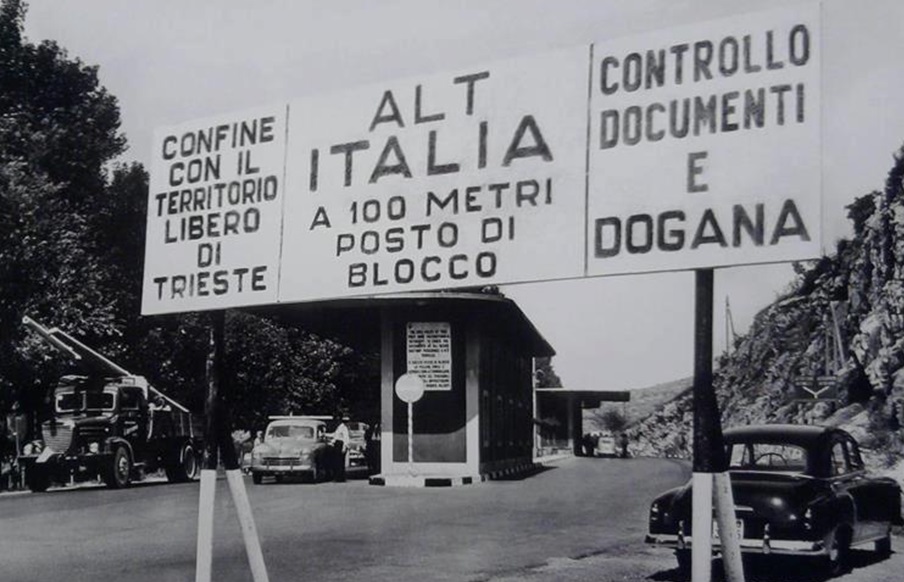 CONFINE
CON IL
TERRITORIO
LIBERO
DI
TRIESTE
ALT
ITALIA
A 100 METRI
POSTO DI
BLOCCO
CONTROLLO
DOCUMENTI
E
DOGANA